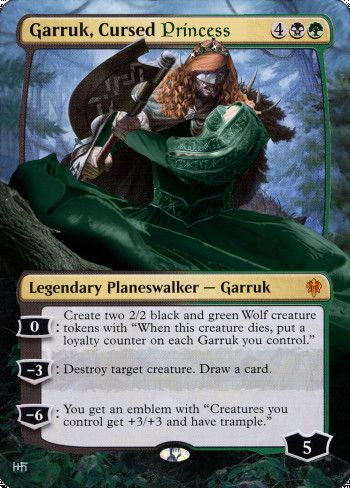 Garruk, Cursed Princess 4
Legendary Planeswalker — Garruk
0 : Create two 2/2 black and green Wolf creature
tokens with “When this creature dies, put a
loyalty counter on each Garruk you control.”
−3 : Destroy target creature. Draw a card.
−6 : You get an emblem with “Creatures you
control get +3/+3 and have trample.”
5